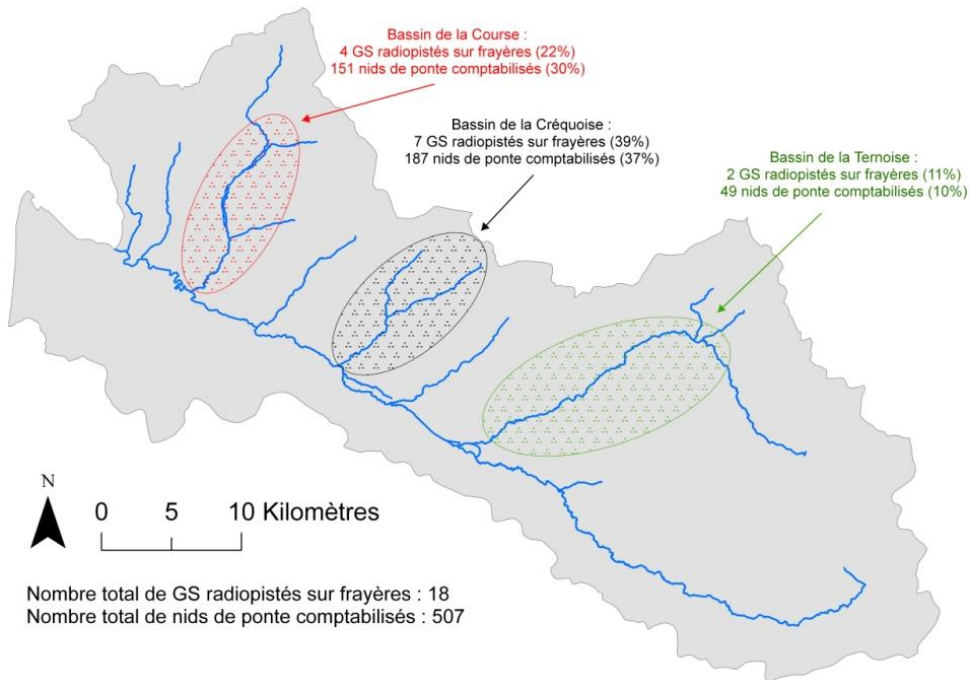 Bassin de la Course :
4 GS radiopistés sur frayères (22%)
151 nids de ponte comptabilisés (30%)
Bassin de la Créquoise :
7 GS radiopistés sur frayères (39%)
187 nids de ponte comptabilisés (37%)
Bassin de la Ternoise :
2 GS radiopistés sur frayères (11%)
49 nids de ponte comptabilisés (10%)
N
0 5 10 Kilomètres
Nombre total de GS radiopistés sur frayères : 18
Nombre total de nids de ponte comptabilisés : 507